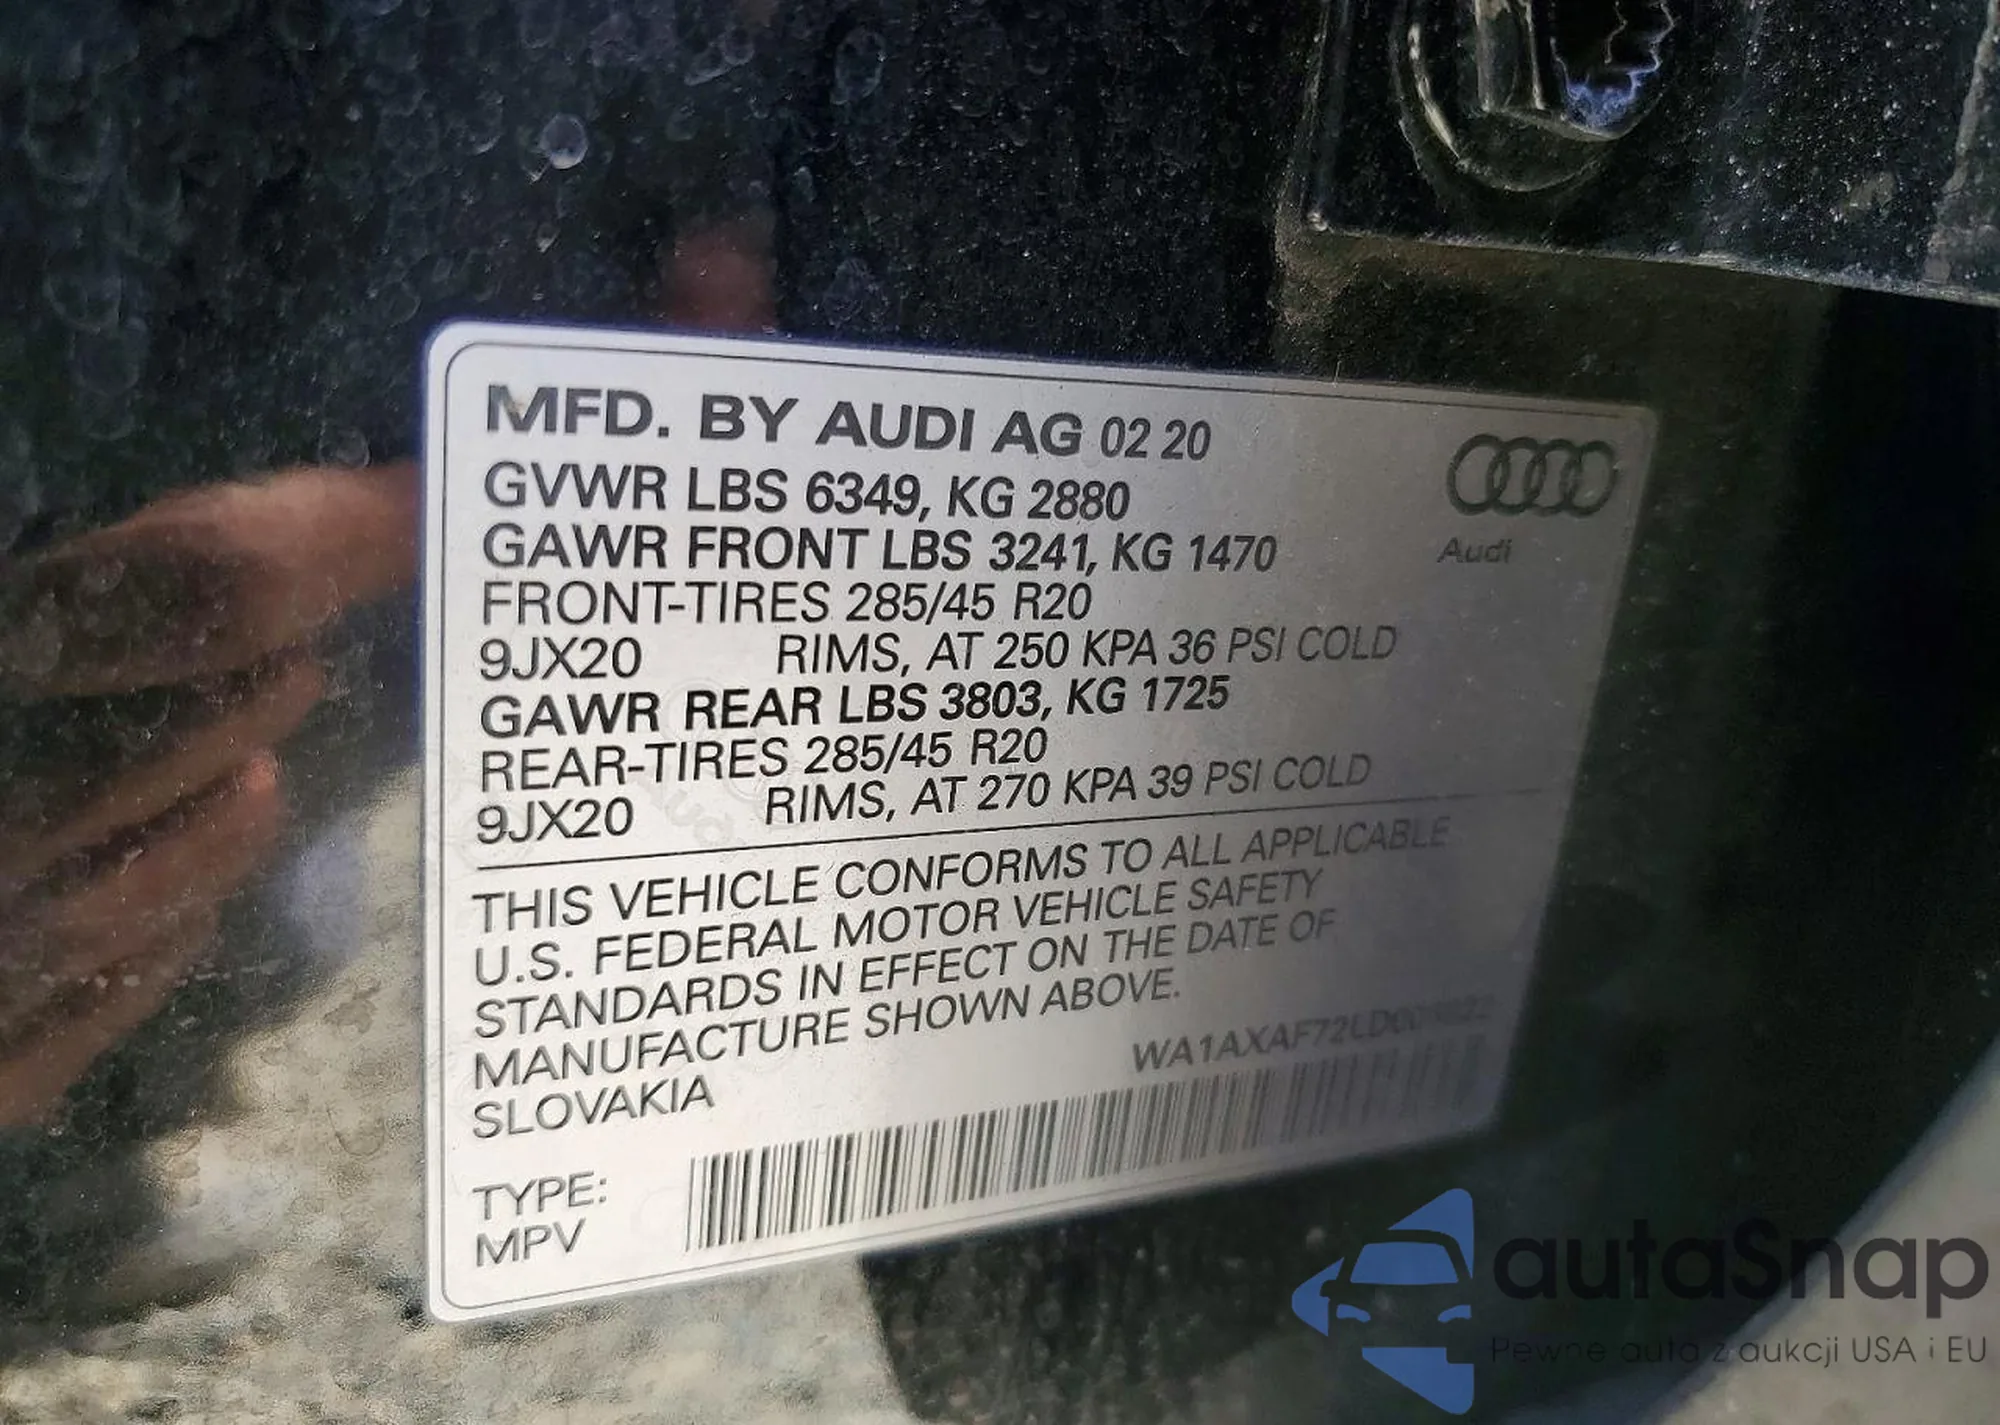 MFD. BY AUDI AG 02 20
GVWR LBS 6349, KG 2880
GAWR FRONT LBS 3241, KG 1470
FRONT-TIRES 285/45 R20
9JX20 RIMS, AT 250 KPA 36 PSI COLD
GAWR REAR LBS 3803, KG 1725
REAR-TIRES 285/45 R20
9JX20 RIMS, AT 270 KPA 39 PSI COLD
Audi
THIS VEHICLE CONFORMS TO ALL APPLICABLE
U.S. FEDERAL MOTOR VEHICLE SAFETY
STANDARDS IN EFFECT ON THE DATE OF
MANUFACTURE SHOWN ABOVE.
SLOVAKIA
TYPE:
MPV
autaSnap
Pewne auta z aukcji USA i EU